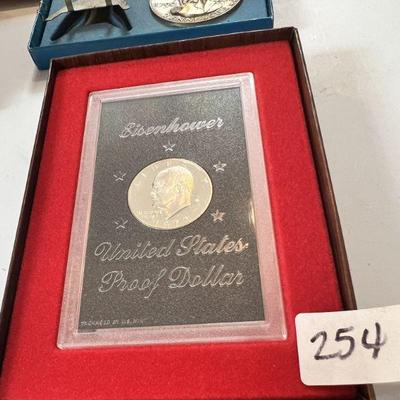 Eisenhower
United States
Proof Dollar
PACKAGED BY U.S. MINT
254